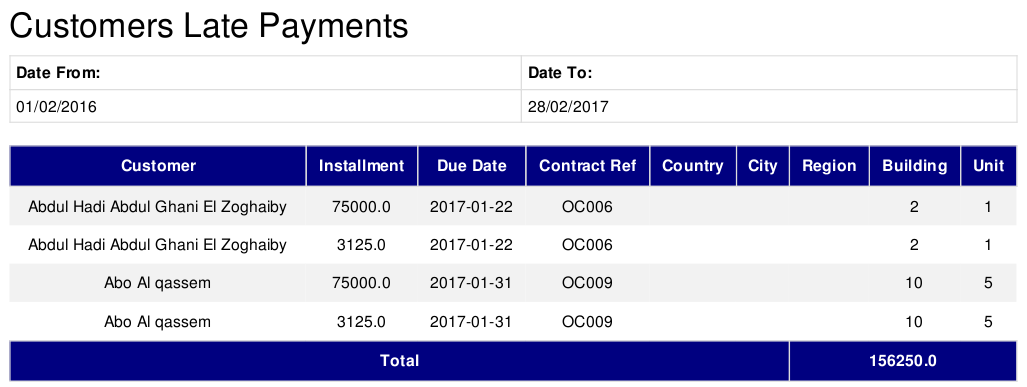 Customers Late Payments
Date From: Date To:
01/02/2016 28/02/2017
Customer Installment Due Date Contract Ref Country City Region Building Unit
Abdul Hadi Abdul Ghani El Zoghaiby 75000.0 2017-01-22 OC006 2 1
Abdul Hadi Abdul Ghani El Zoghaiby 3125.0 2017-01-22 OC006 2 1
Abo Al qassem 75000.0 2017-01-31 OC009 10 5
Abo Al qassem 3125.0 2017-01-31 OC009 10 5
Total 156250.0